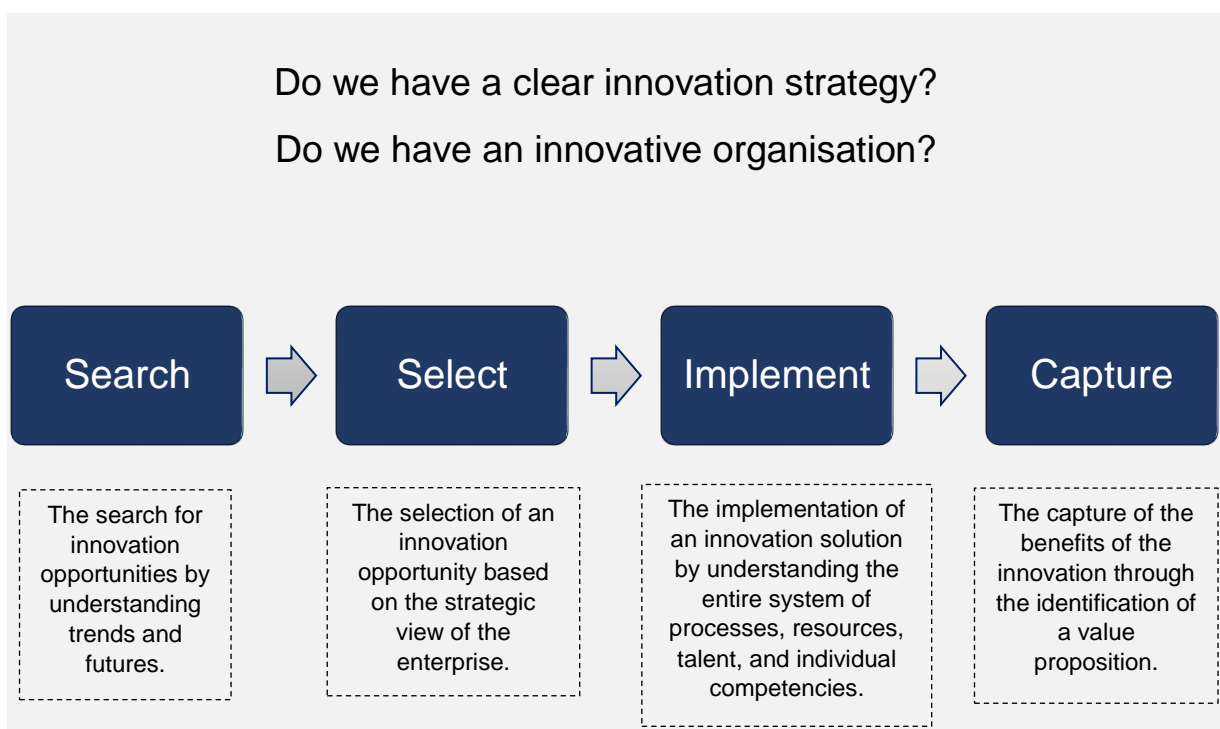 Do we have a clear innovation strategy?
Do we have an innovative organisation?
Search
Select
Implement
Capture
The search for
innovation
opportunities by
understanding
trends and
futures.
The selection of an
innovation
opportunity based
on the strategic
view of the
enterprise.
The implementation of
an innovation solution
by understanding the
entire system of
processes, resources,
talent, and individual
competencies.
The capture of the
benefits of the
innovation through
the identification of
a value
proposition.